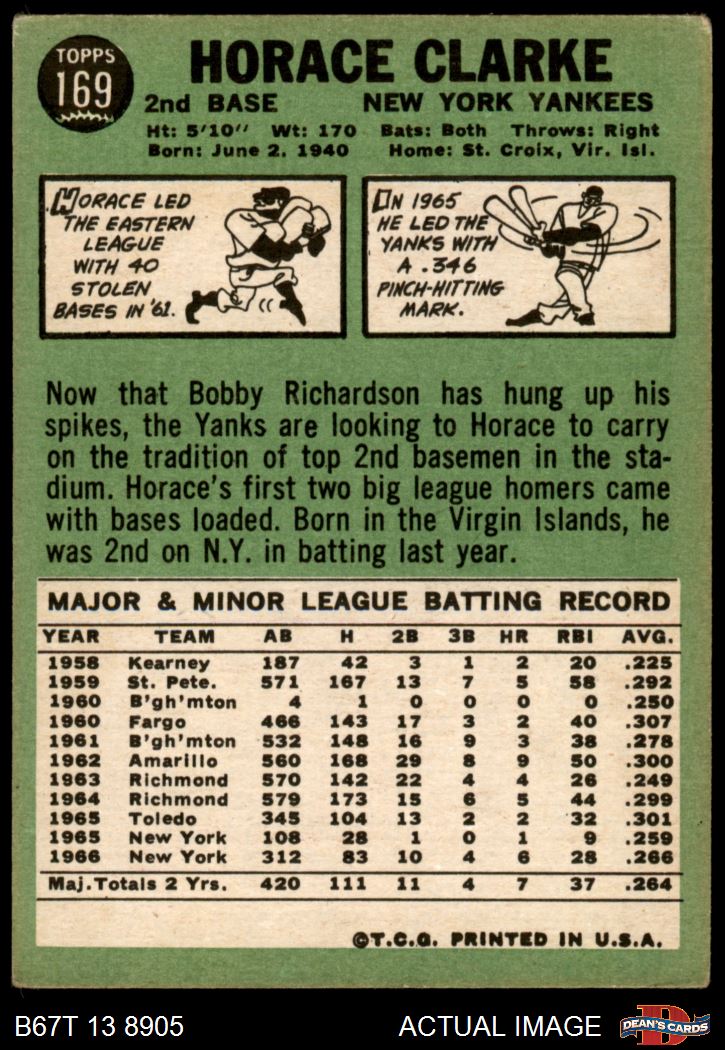 TOPPS
169
HORACE CLARKE
2nd BASE NEW YORK YANKEES
Ht: 5'10" Wt: 170 Bats: Both Throws: Right
Born: June 2, 1940 Home: St. Croix, Vir. Isl.
HORACE LED
THE EASTERN
LEAGUE
WITH 40
STOLEN
BASES IN '61.
IN 1965
HE LED THE
YANKS WITH
A .346
PINCH-HITTING
MARK.
Now that Bobby Richardson has hung up his
spikes, the Yanks are looking to Horace to carry
on the tradition of top 2nd basemen in the sta-
dium. Horace's first two big league homers came
with bases loaded. Born in the Virgin Islands, he
was 2nd on N.Y. in batting last year.
MAJOR & MINOR LEAGUE BATTING RECORD
YEAR TEAM AB H 2B 3B HR RBI AVG.
1958 Kearney 187 42 3 1 2 20 .225
1959 St. Pete. 571 167 13 7 5 58 .292
1960 B'gh'mton 4 1 0 0 0 0 .250
1960 Fargo 466 143 17 3 2 40 .307
1961 B'gh'mton 532 148 16 9 3 38 .278
1962 Amarillo 560 168 29 8 9 50 .300
1963 Richmond 570 142 22 4 4 26 .249
1964 Richmond 579 173 15 6 5 44 .299
1965 Toledo 345 104 13 2 2 32 .301
1965 New York 108 28 1 0 1 9 .259
1966 New York 312 83 10 4 6 28 .266
Maj. Totals 2 Yrs. 420 111 11 4 7 37 .264
©T.C.G. PRINTED IN U.S.A.
B67T 13 8905 ACTUAL IMAGE
D
DEAN'S CARDS